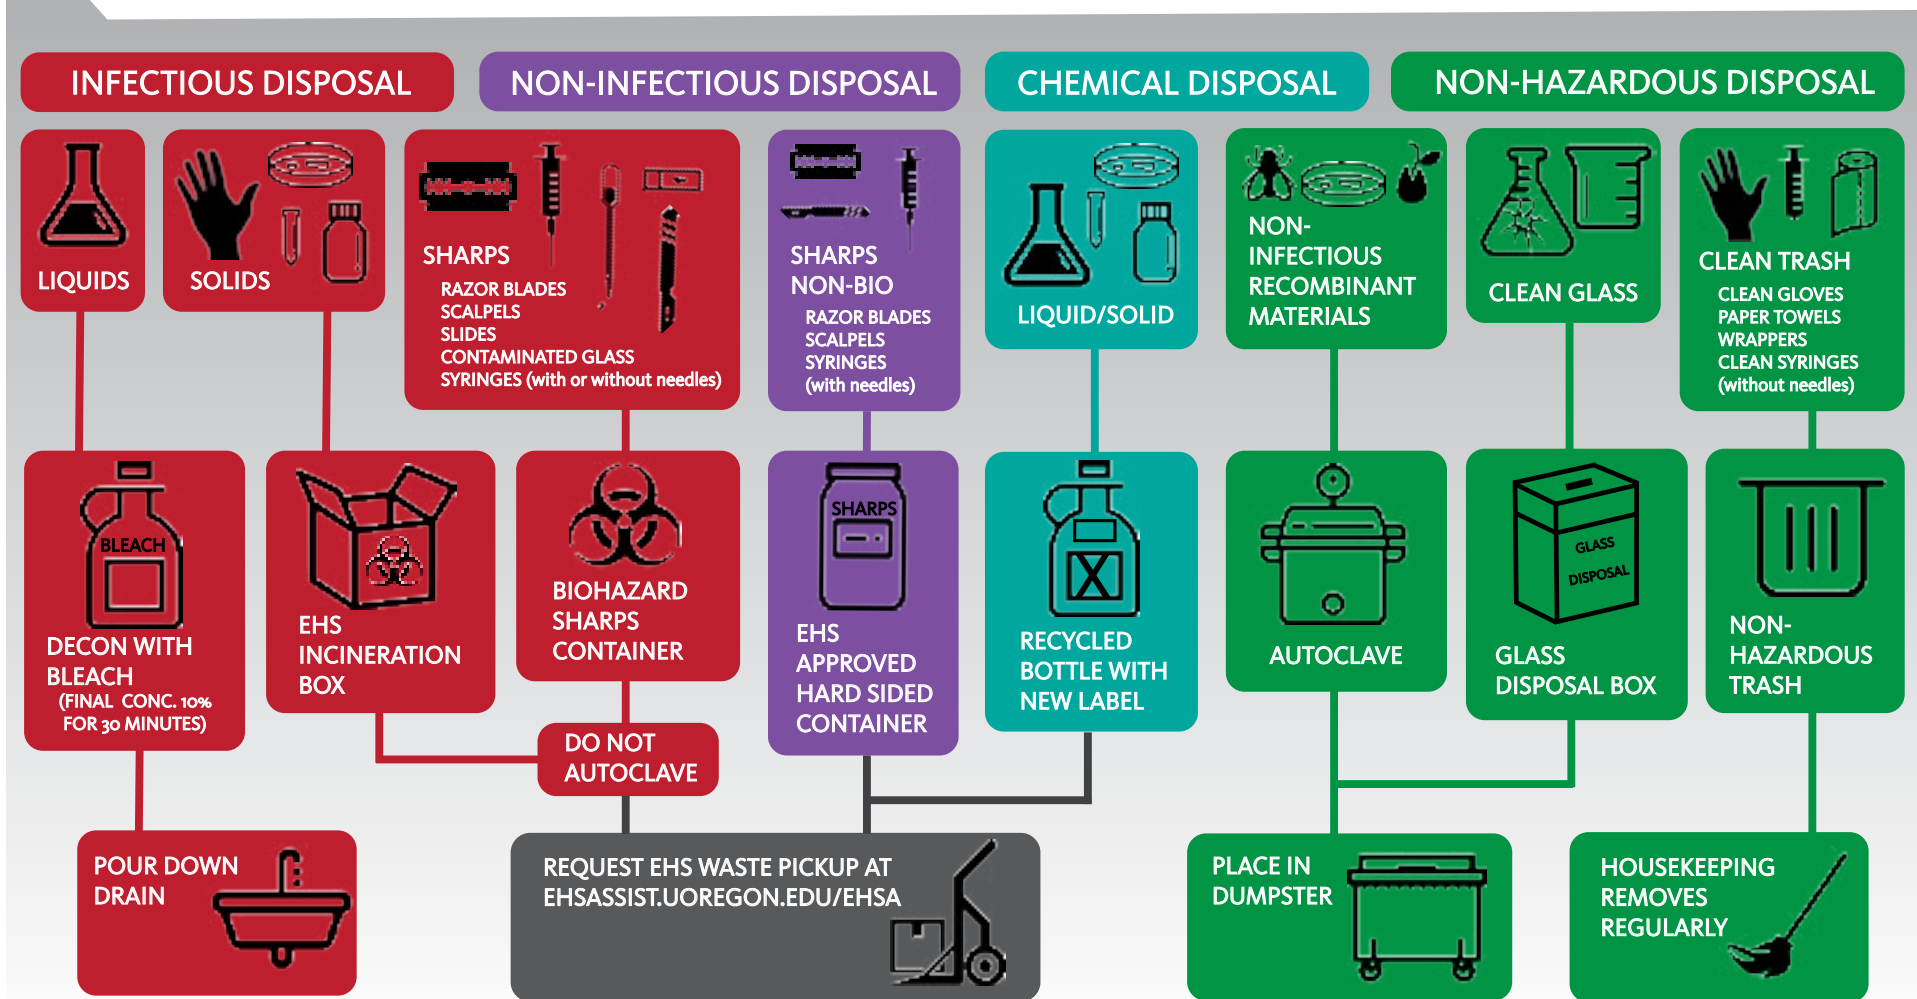 INFECTIOUS DISPOSAL
NON-INFECTIOUS DISPOSAL
CHEMICAL DISPOSAL
NON-HAZARDOUS DISPOSAL
LIQUIDS
SOLIDS
SHARPS
RAZOR BLADES
SCALPELS
SLIDES
CONTAMINATED GLASS
SYRINGES (with or without needles)
SHARPS
NON-BIO
RAZOR BLADES
SCALPELS
SYRINGES
(with needles)
LIQUID/SOLID
NON-
INFECTIOUS
RECOMBINANT
MATERIALS
CLEAN GLASS
CLEAN TRASH
CLEAN GLOVES
PAPER TOWELS
WRAPPERS
CLEAN SYRINGES
(without needles)
BLEACH
DECON WITH
BLEACH
(FINAL CONC. 10%
FOR 30 MINUTES)
EHS
INCINERATION
BOX
BIOHAZARD
SHARPS
CONTAINER
SHARPS
EHS
APPROVED
HARD SIDED
CONTAINER
X
RECYCLED
BOTTLE WITH
NEW LABEL
AUTOCLAVE
GLASS
DISPOSAL
GLASS
DISPOSAL BOX
NON-
HAZARDOUS
TRASH
DO NOT
AUTOCLAVE
POUR DOWN
DRAIN
REQUEST EHS WASTE PICKUP AT
EHSASSIST.UOREGON.EDU/EHSA
PLACE IN
DUMPSTER
HOUSEKEEPING
REMOVES
REGULARLY